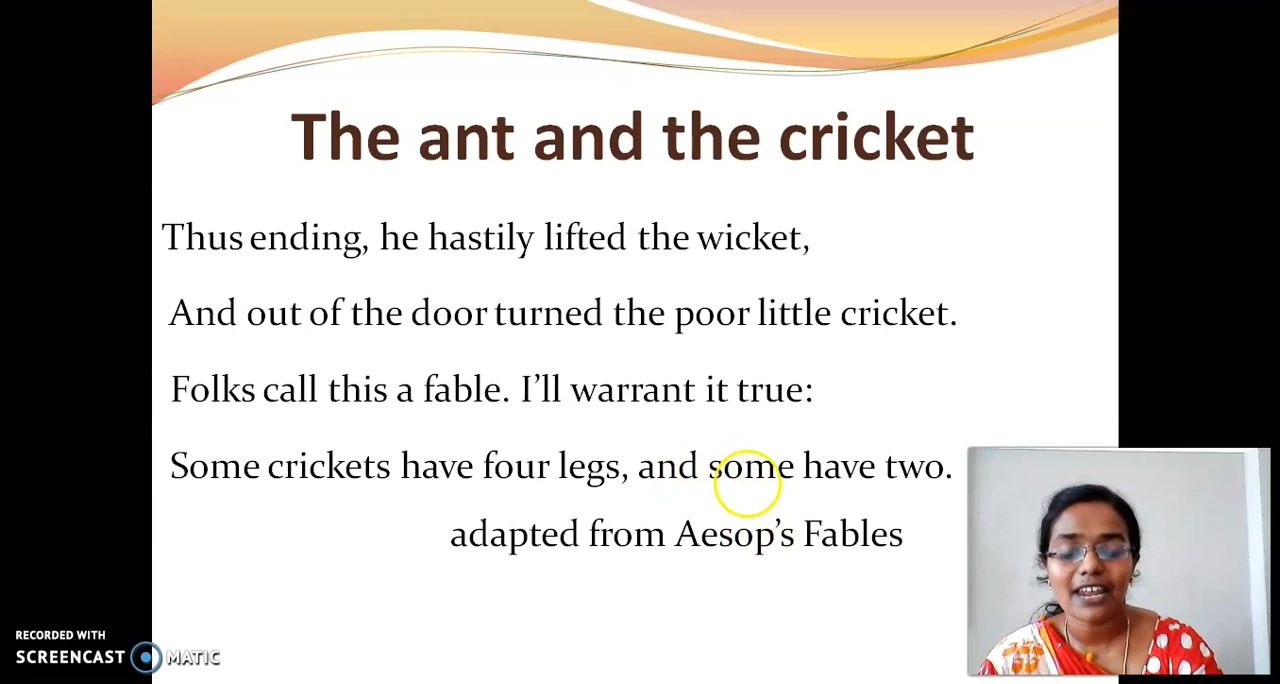 The ant and the cricket
Thus ending, he hastily lifted the wicket,
And out of the door turned the poor little cricket.
Folks call this a fable. I’ll warrant it true:
Some crickets have four legs, and some have two.
adapted from Aesop’s Fables
RECORDED WITH
SCREENCAST MATIC